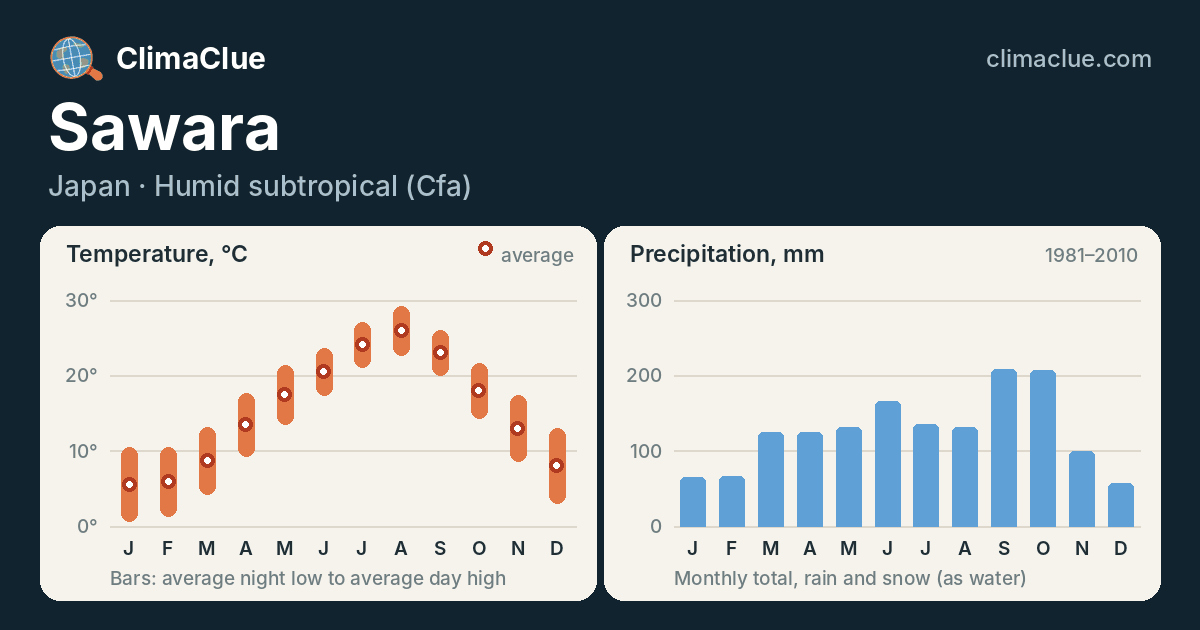 ClimaClue
climaclue.com
Sawara
Japan · Humid subtropical (Cfa)
Temperature, °C
average
30°
20°
10°
0°
J F M A M J J A S O N D
Bars: average night low to average day high
Precipitation, mm
1981–2010
300
200
100
0
J F M A M J J A S O N D
Monthly total, rain and snow (as water)